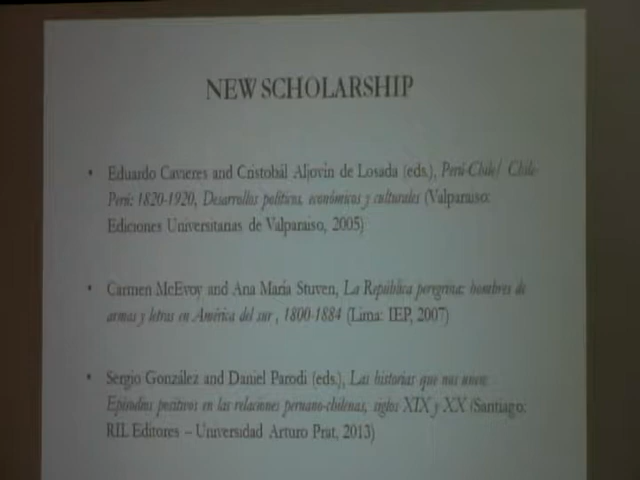 NEW SCHOLARSHIP
• Eduardo Cavieres and Cristobál Aljovín de Losada (eds.), Perú-Chile/ Chile-
Perú: 1820-1920, Desarrollos políticos, económicos y culturales (Valparaíso:
Ediciones Universitarias de Valparaíso, 2005)
• Carmen McEvoy and Ana María Stuven, La República peregrina: hombres de
armas y letras en América del sur , 1800-1884 (Lima: IEP, 2007)
• Sergio González and Daniel Parodi (eds.), Las historias que nos unen:
Episodios positivos en las relaciones peruano-chilenas, siglos XIX y XX (Santiago:
RIL Editores – Universidad Arturo Prat, 2013)